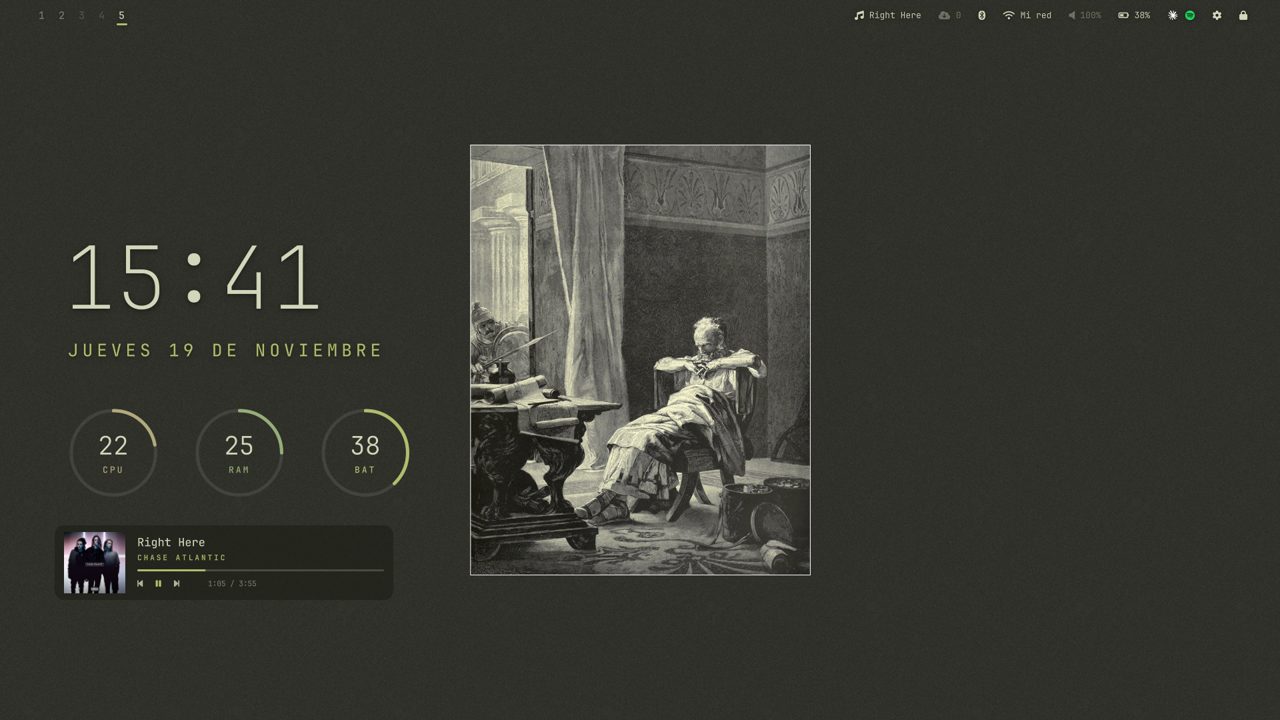 1 2 3 4 5
Right Here 0 Mi red 100% 38%
15:41
JUEVES 19 DE NOVIEMBRE
22 25 38
CPU RAM BAT
Right Here
CHASE ATLANTIC
1:05 / 3:55